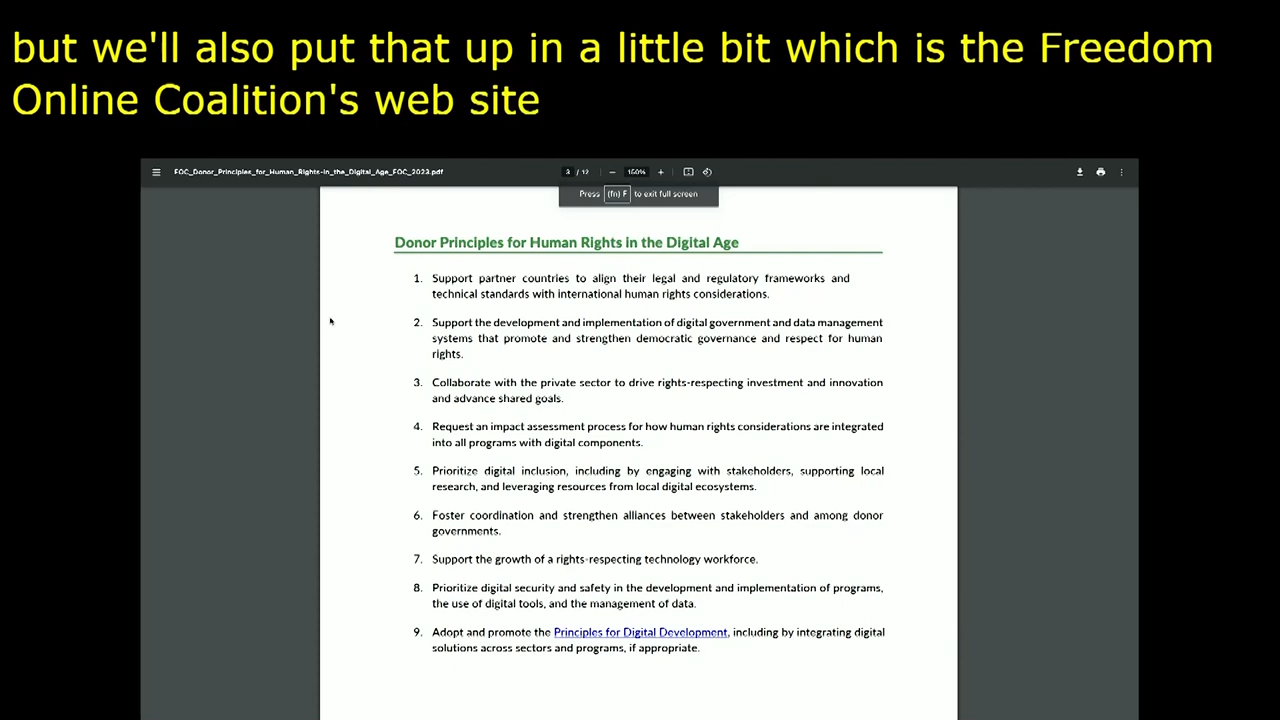 but we'll also put that up in a little bit which is the Freedom
Online Coalition's web site
FOC_Donor_Principles_for_Human_Rights-in_the_Digital_Age_FOC_2023.pdf
3 / 12
150%
Press (fn) F to exit full screen
Donor Principles for Human Rights in the Digital Age
1. Support partner countries to align their legal and regulatory frameworks and
technical standards with international human rights considerations.
2. Support the development and implementation of digital government and data management
systems that promote and strengthen democratic governance and respect for human
rights.
3. Collaborate with the private sector to drive rights-respecting investment and innovation
and advance shared goals.
4. Request an impact assessment process for how human rights considerations are integrated
into all programs with digital components.
5. Prioritize digital inclusion, including by engaging with stakeholders, supporting local
research, and leveraging resources from local digital ecosystems.
6. Foster coordination and strengthen alliances between stakeholders and among donor
governments.
7. Support the growth of a rights-respecting technology workforce.
8. Prioritize digital security and safety in the development and implementation of programs,
the use of digital tools, and the management of data.
9. Adopt and promote the Principles for Digital Development, including by integrating digital
solutions across sectors and programs, if appropriate.